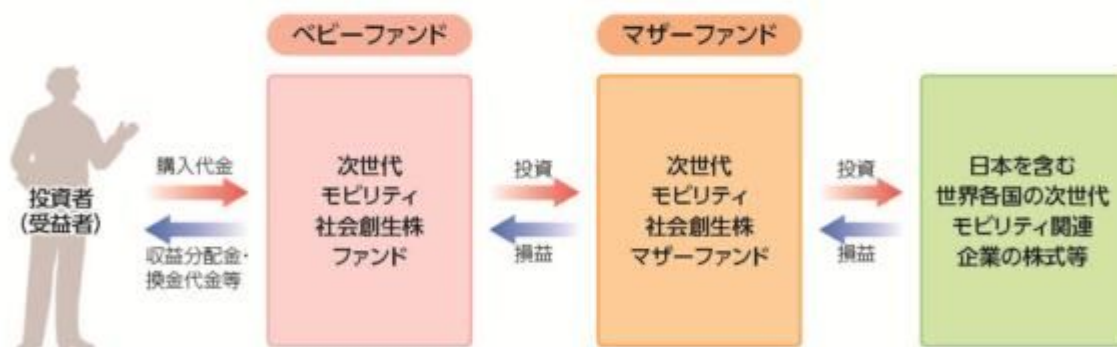 ベビーファンド
マザーファンド
投資者
(受益者)
購入代金
収益分配金・
換金代金等
次世代
モビリティ
社会創生株
ファンド
投資
損益
次世代
モビリティ
社会創生株
マザーファンド
投資
損益
日本を含む
世界各国の次世代
モビリティ関連
企業の株式等